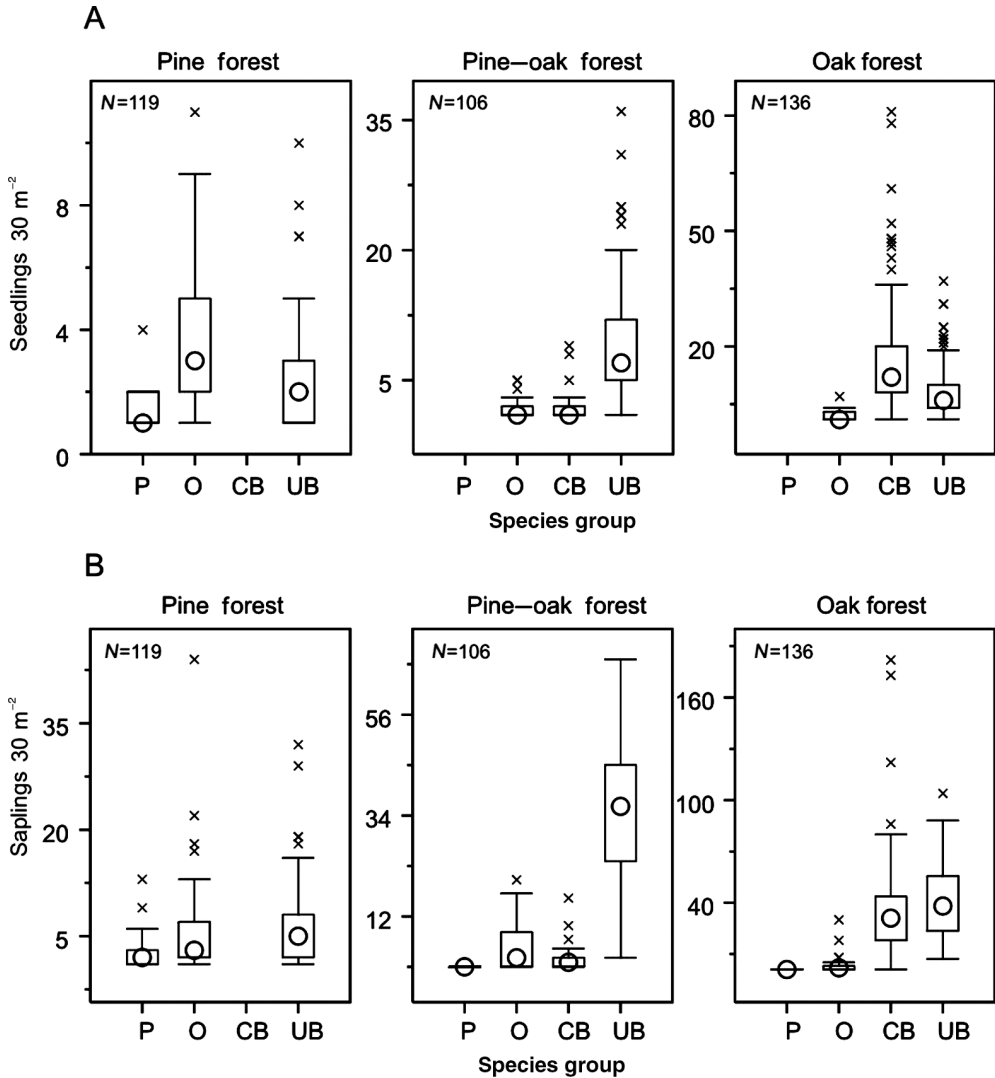 A
Pine forest
Pine–oak forest
Oak forest
N=119
N=106
N=136
Seedlings 30 m⁻²
8
4
0
35
20
5
80
50
20
P O CB UB
P O CB UB
P O CB UB
Species group
B
Pine forest
Pine–oak forest
Oak forest
N=119
N=106
N=136
Saplings 30 m⁻²
35
20
5
56
34
12
160
100
40
P O CB UB
P O CB UB
P O CB UB
Species group